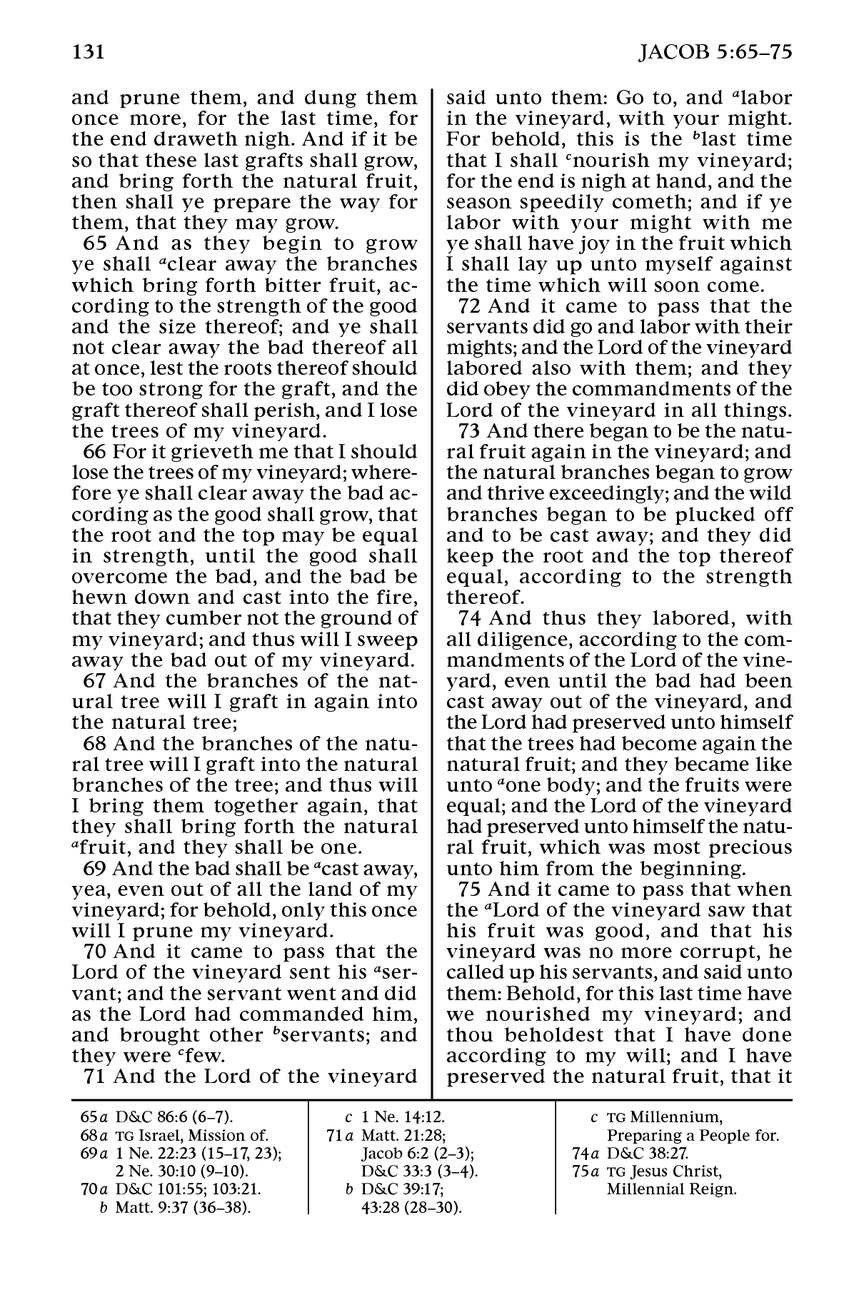 131
JACOB 5:65–75
and prune them, and dung them
once more, for the last time, for
the end draweth nigh. And if it be
so that these last grafts shall grow,
and bring forth the natural fruit,
then shall ye prepare the way for
them, that they may grow.
65 And as they begin to grow
ye shall aclear away the branches
which bring forth bitter fruit, ac-
cording to the strength of the good
and the size thereof; and ye shall
not clear away the bad thereof all
at once, lest the roots thereof should
be too strong for the graft, and the
graft thereof shall perish, and I lose
the trees of my vineyard.
66 For it grieveth me that I should
lose the trees of my vineyard; where-
fore ye shall clear away the bad ac-
cording as the good shall grow, that
the root and the top may be equal
in strength, until the good shall
overcome the bad, and the bad be
hewn down and cast into the fire,
that they cumber not the ground of
my vineyard; and thus will I sweep
away the bad out of my vineyard.
67 And the branches of the nat-
ural tree will I graft in again into
the natural tree;
68 And the branches of the natu-
ral tree will I graft into the natural
branches of the tree; and thus will
I bring them together again, that
they shall bring forth the natural
afruit, and they shall be one.
69 And the bad shall be acast away,
yea, even out of all the land of my
vineyard; for behold, only this once
will I prune my vineyard.
70 And it came to pass that the
Lord of the vineyard sent his aser-
vant; and the servant went and did
as the Lord had commanded him,
and brought other bservants; and
they were cfew.
71 And the Lord of the vineyard
said unto them: Go to, and alabor
in the vineyard, with your might.
For behold, this is the blast time
that I shall cnourish my vineyard;
for the end is nigh at hand, and the
season speedily cometh; and if ye
labor with your might with me
ye shall have joy in the fruit which
I shall lay up unto myself against
the time which will soon come.
72 And it came to pass that the
servants did go and labor with their
mights; and the Lord of the vineyard
labored also with them; and they
did obey the commandments of the
Lord of the vineyard in all things.
73 And there began to be the natu-
ral fruit again in the vineyard; and
the natural branches began to grow
and thrive exceedingly; and the wild
branches began to be plucked off
and to be cast away; and they did
keep the root and the top thereof
equal, according to the strength
thereof.
74 And thus they labored, with
all diligence, according to the com-
mandments of the Lord of the vine-
yard, even until the bad had been
cast away out of the vineyard, and
the Lord had preserved unto himself
that the trees had become again the
natural fruit; and they became like
unto aone body; and the fruits were
equal; and the Lord of the vineyard
had preserved unto himself the natu-
ral fruit, which was most precious
unto him from the beginning.
75 And it came to pass that when
the aLord of the vineyard saw that
his fruit was good, and that his
vineyard was no more corrupt, he
called up his servants, and said unto
them: Behold, for this last time have
we nourished my vineyard; and
thou beholdest that I have done
according to my will; and I have
preserved the natural fruit, that it
65a D&C 86:6 (6–7).
68a TG Israel, Mission of.
69a 1 Ne. 22:23 (15–17, 23);
2 Ne. 30:10 (9–10).
70a D&C 101:55; 103:21.
b Matt. 9:37 (36–38).
c 1 Ne. 14:12.
71a Matt. 21:28;
Jacob 6:2 (2–3);
D&C 33:3 (3–4).
b D&C 39:17;
43:28 (28–30).
c TG Millennium,
Preparing a People for.
74a D&C 38:27.
75a TG Jesus Christ,
Millennial Reign.